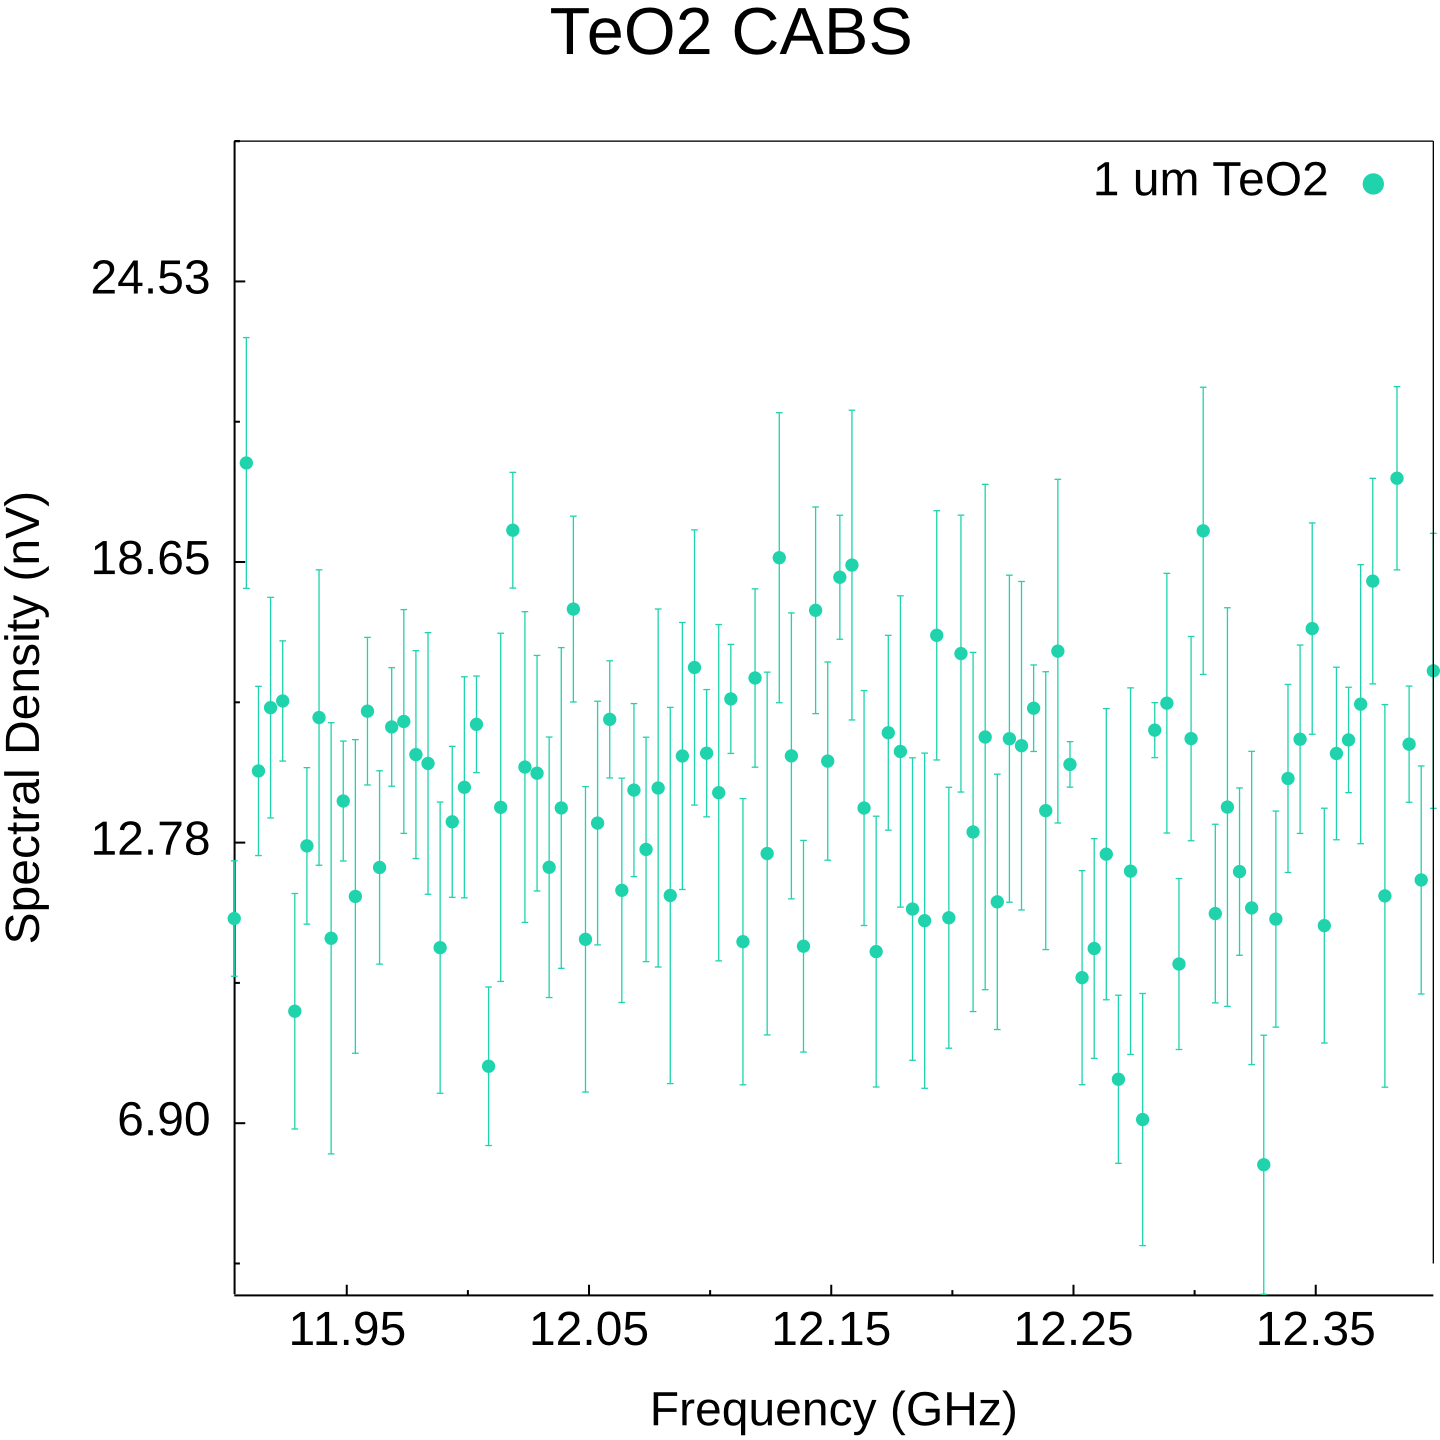 TeO2 CABS
1 um TeO2
24.53
18.65
12.78
6.90
Spectral Density (nV)
11.95 12.05 12.15 12.25 12.35
Frequency (GHz)